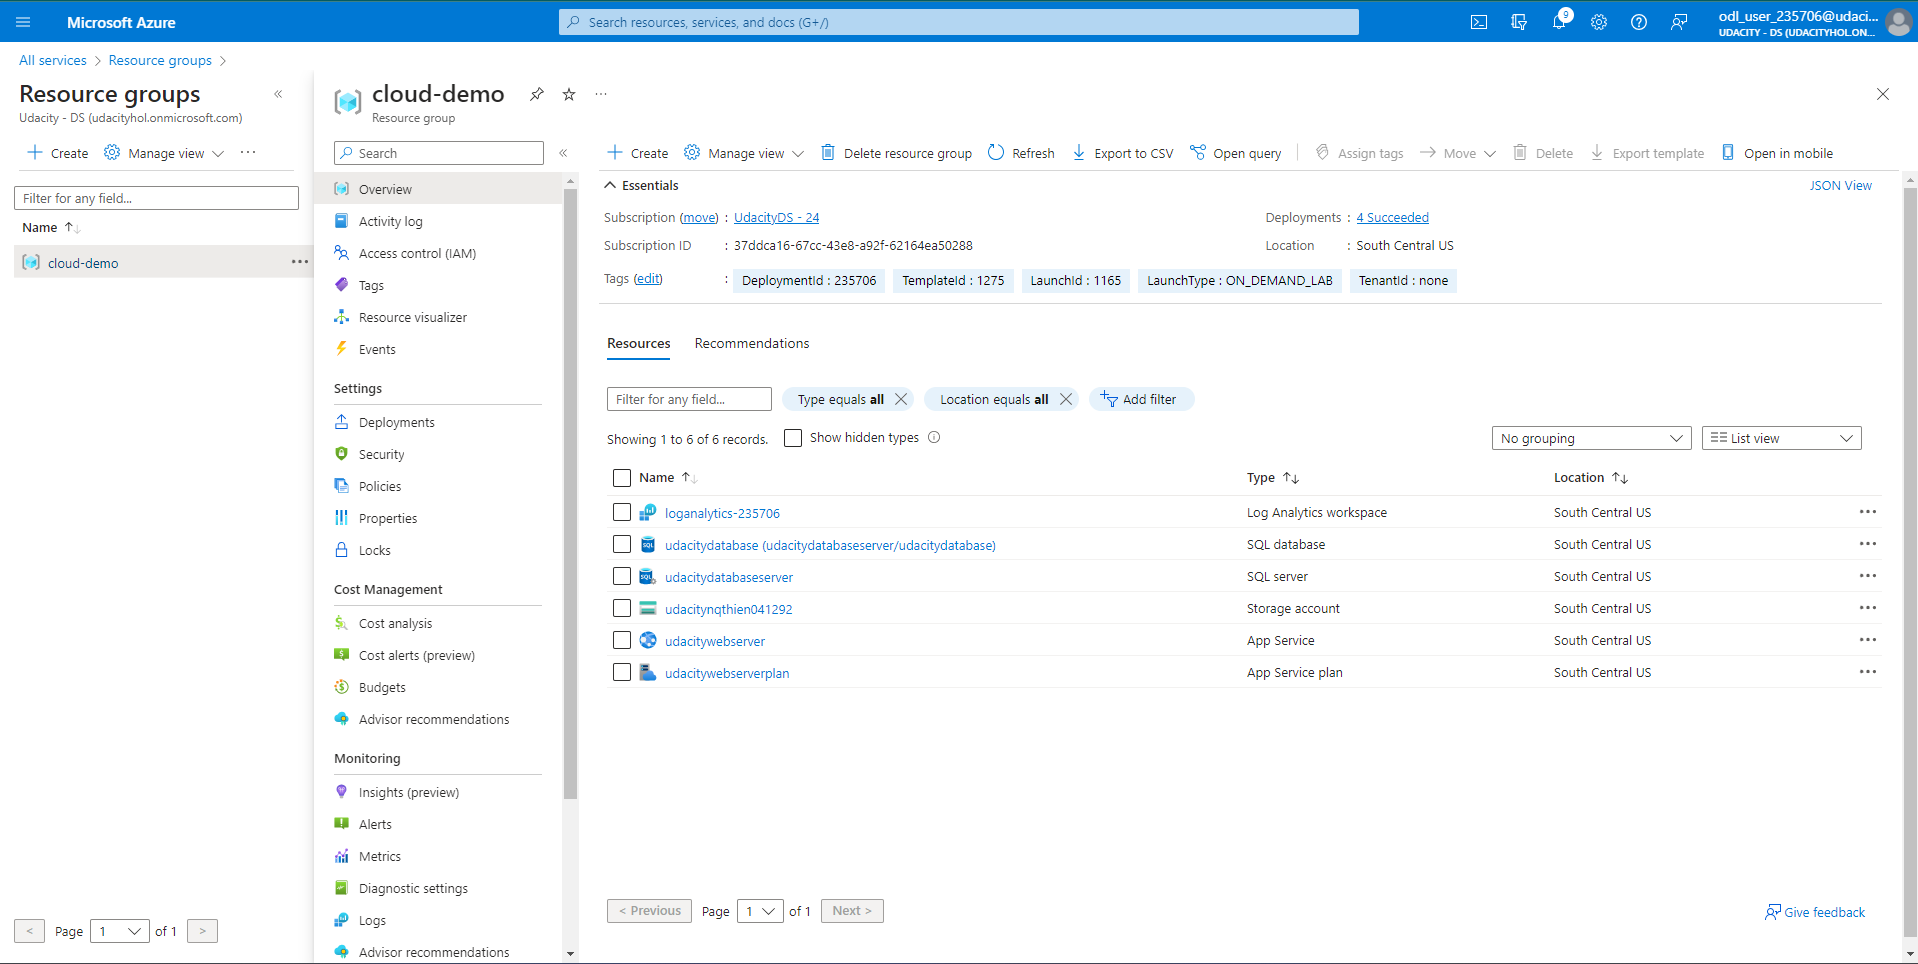 Microsoft Azure
Search resources, services, and docs (G+/)
9
odl_user_235706@udaci...
UDACITY - DS (UDACITYHOL.ON...
All services > Resource groups >
Resource groups
Udacity - DS (udacityhol.onmicrosoft.com)
Create Manage view ...
Filter for any field...
Name
cloud-demo
< Page 1 of 1 >
cloud-demo
Resource group
Search
Overview
Activity log
Access control (IAM)
Tags
Resource visualizer
Events
Settings
Deployments
Security
Policies
Properties
Locks
Cost Management
Cost analysis
Cost alerts (preview)
Budgets
Advisor recommendations
Monitoring
Insights (preview)
Alerts
Metrics
Diagnostic settings
Logs
Advisor recommendations
Create Manage view Delete resource group Refresh Export to CSV Open query Assign tags Move Delete Export template Open in mobile
Essentials
JSON View
Subscription (move) : UdacityDS - 24
Deployments : 4 Succeeded
Subscription ID : 37ddca16-67cc-43e8-a92f-62164ea50288
Location : South Central US
Tags (edit) : DeploymentId : 235706 TemplateId : 1275 LaunchId : 1165 LaunchType : ON_DEMAND_LAB TenantId : none
Resources Recommendations
Filter for any field... Type equals all Location equals all Add filter
Showing 1 to 6 of 6 records. Show hidden types
No grouping List view
Name Type Location
loganalytics-235706 Log Analytics workspace South Central US
udacitydatabase (udacitydatabaseserver/udacitydatabase) SQL database South Central US
udacitydatabaseserver SQL server South Central US
udacitynqthien041292 Storage account South Central US
udacitywebserver App Service South Central US
udacitywebserverplan App Service plan South Central US
< Previous Page 1 of 1 Next >
Give feedback